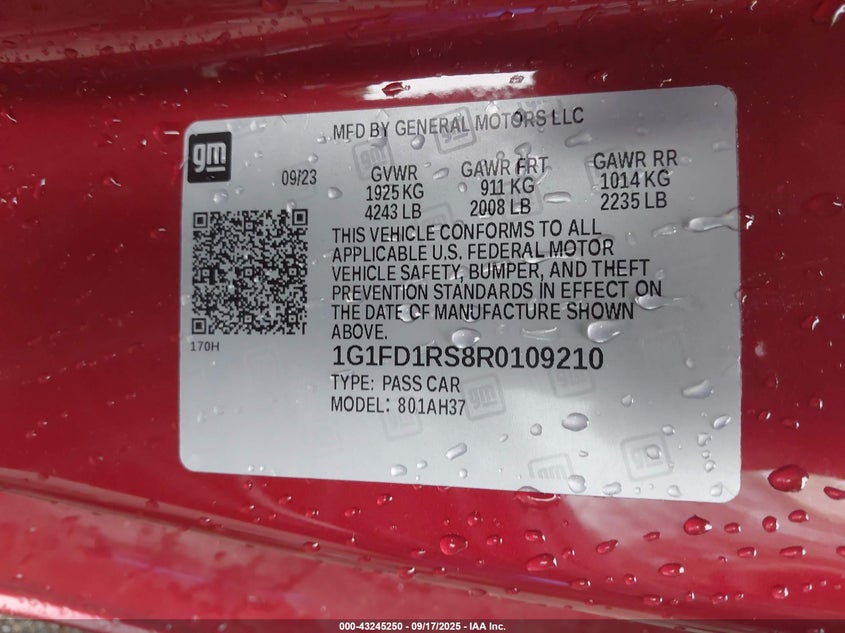 MFD BY GENERAL MOTORS LLC
gm
09/23
GVWR GAWR FRT GAWR RR
1925 KG 911 KG 1014 KG
4243 LB 2008 LB 2235 LB
THIS VEHICLE CONFORMS TO ALL
APPLICABLE U.S. FEDERAL MOTOR
VEHICLE SAFETY, BUMPER, AND THEFT
PREVENTION STANDARDS IN EFFECT ON
THE DATE OF MANUFACTURE SHOWN
ABOVE.
170H
1G1FD1RS8R0109210
TYPE: PASS CAR
MODEL: 801AH37
000-43245250 - 09/17/2025 - IAA Inc.